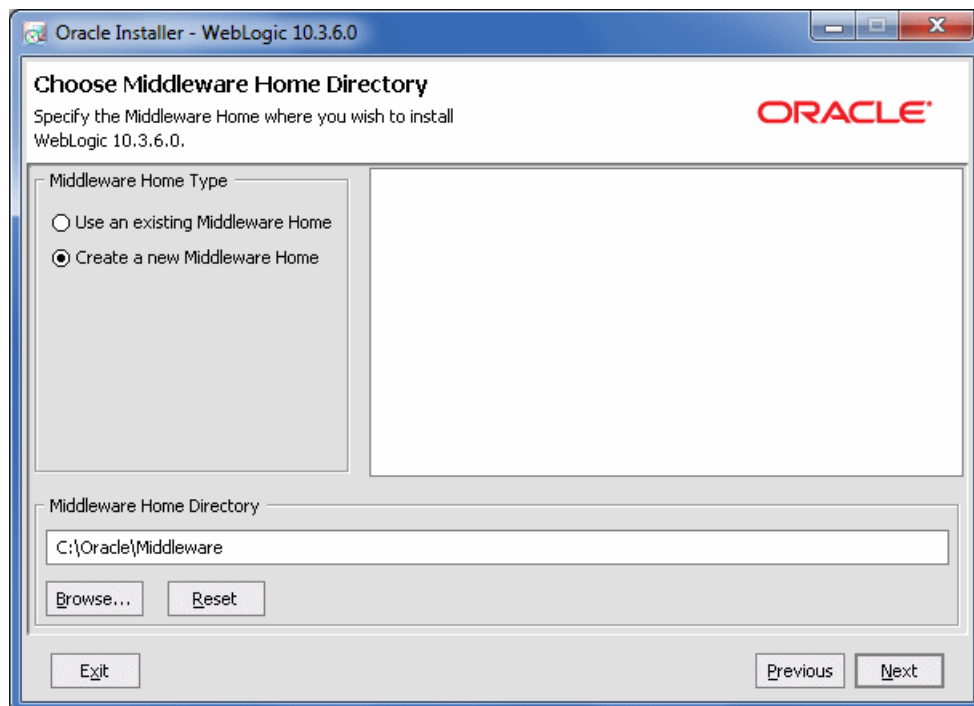 Oracle Installer - WebLogic 10.3.6.0
Choose Middleware Home Directory
Specify the Middleware Home where you wish to install
WebLogic 10.3.6.0.
ORACLE
Middleware Home Type
Use an existing Middleware Home
Create a new Middleware Home
Middleware Home Directory
C:\Oracle\Middleware
Browse...
Reset
Exit
Previous
Next